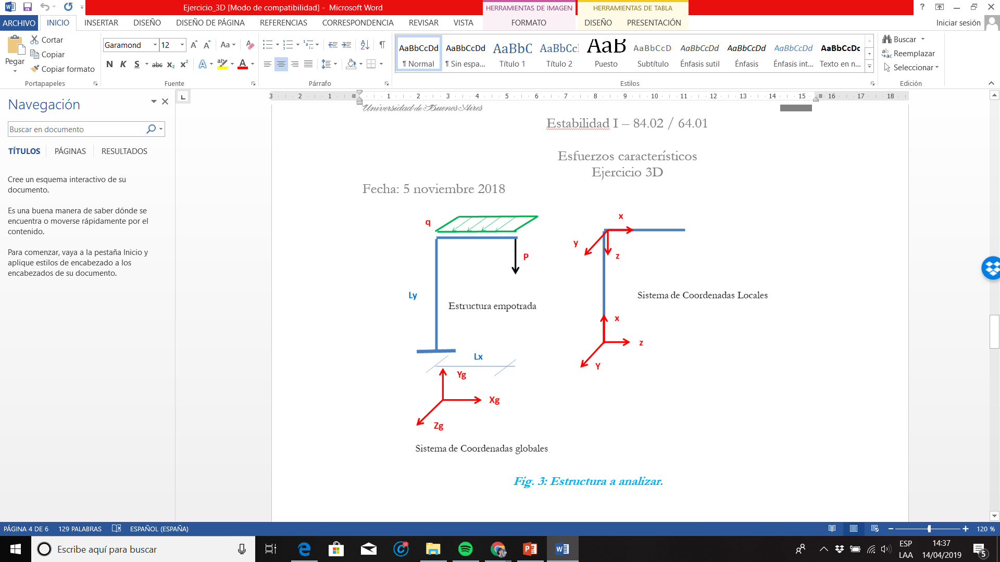 Ejercicio_3D [Modo de compatibilidad] - Microsoft Word
HERRAMIENTAS DE IMAGEN
HERRAMIENTAS DE TABLA
ARCHIVO INICIO INSERTAR DISEÑO DISEÑO DE PÁGINA REFERENCIAS CORRESPONDENCIA REVISAR VISTA FORMATO DISEÑO PRESENTACIÓN Iniciar sesión
Pegar
Cortar
Copiar
Copiar formato
Portapapeles
Garamond 12
Aa
N K S abc x₂ x² A ab A
Fuente
Párrafo
AaBbCcDd AaBbCcDd AaBbC AaBbCcI AaB AaBbCcD AaBbCcDd AaBbCcDd AaBbCcDd AaBbCcDc
¶ Normal ¶ Sin espa... Título 1 Título 2 Puesto Subtítulo Énfasis sutil Énfasis Énfasis int... Texto en n...
Estilos
Buscar
Reemplazar
Seleccionar
Edición
Navegación
Buscar en documento
TÍTULOS PÁGINAS RESULTADOS
Cree un esquema interactivo de su
documento.
Es una buena manera de saber dónde se
encuentra o moverse rápidamente por el
contenido.
Para comenzar, vaya a la pestaña Inicio y
aplique estilos de encabezado a los
encabezados de su documento.
3 2 1 1 2 3 4 5 6 7 8 9 10 11 12 13 14 15 16 17 18
Universidad de Buenos Aires
Estabilidad I – 84.02 / 64.01
Esfuerzos característicos
Ejercicio 3D
Fecha: 5 noviembre 2018
q
P
Ly
Estructura empotrada
Lx
Yg
Xg
Zg
Sistema de Coordenadas globales
x
y
z
Sistema de Coordenadas Locales
x
z
Y
Fig. 3: Estructura a analizar.
PÁGINA 4 DE 6 129 PALABRAS ESPAÑOL (ESPAÑA) 120 %
Escribe aquí para buscar
ESP
LAA
14:37
14/04/2019
5